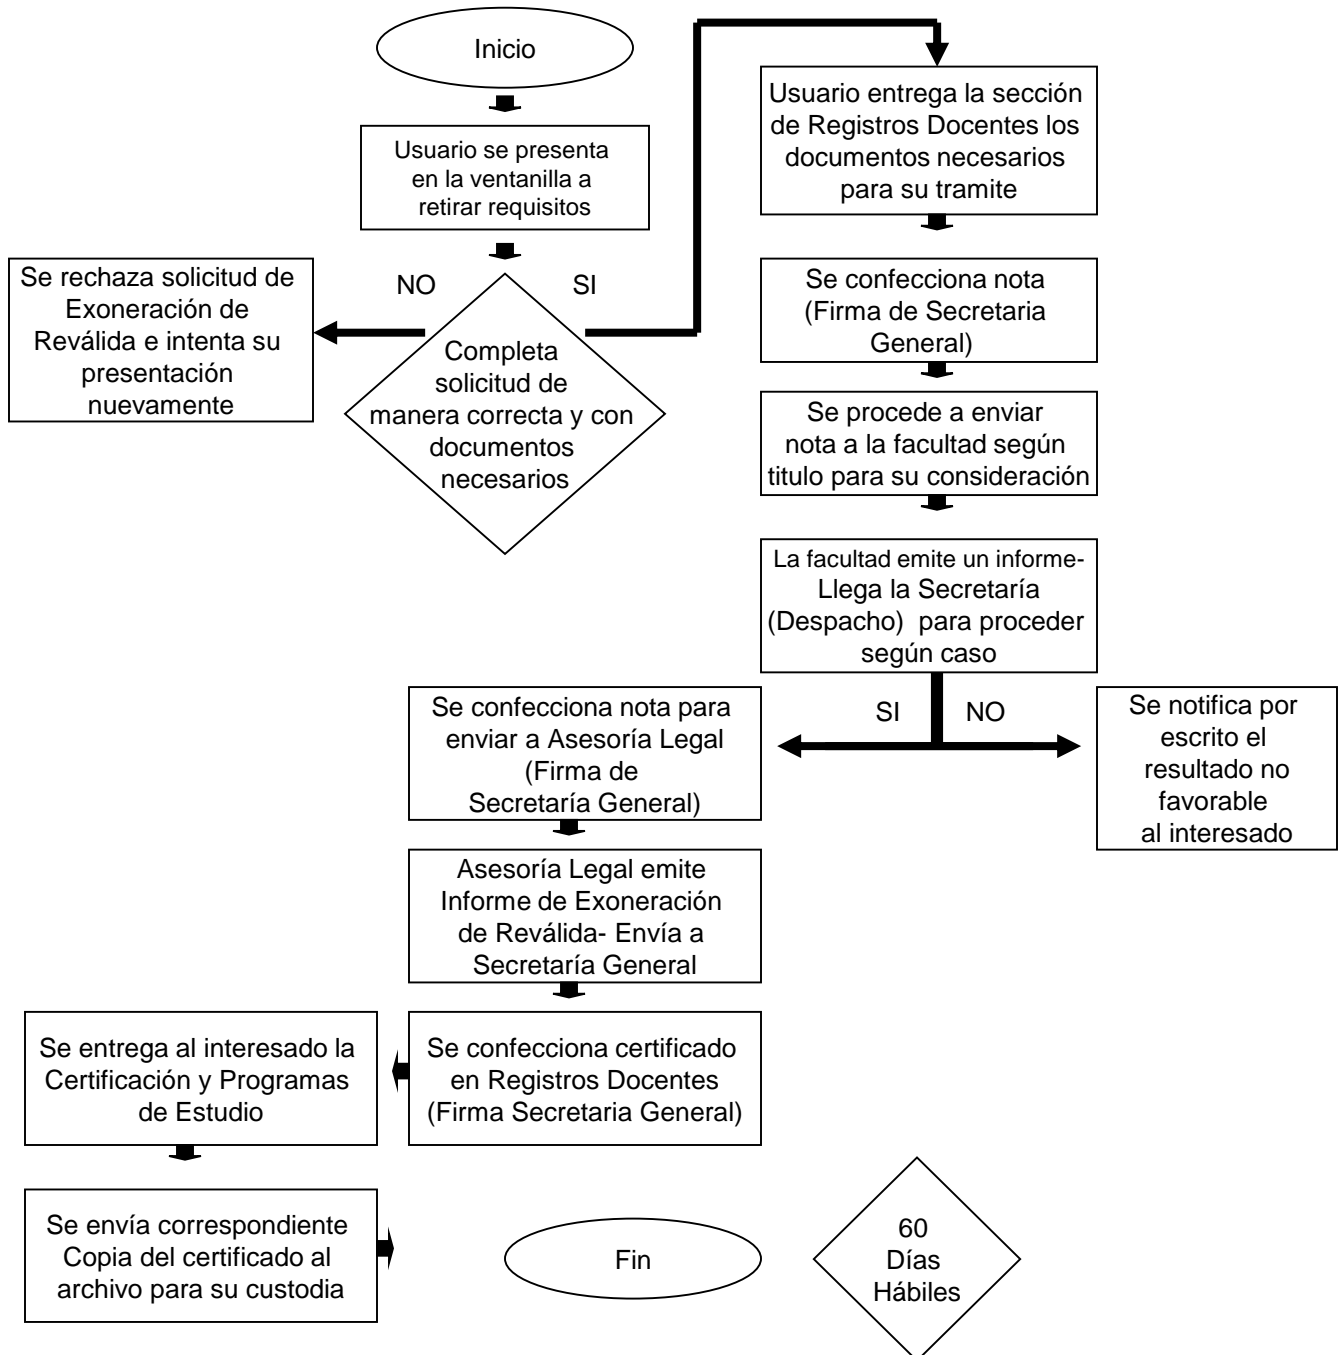 Inicio
Usuario se presenta
en la ventanilla a
retirar requisitos
NO
SI
Completa
solicitud de
manera correcta y con
documentos
necesarios
Se rechaza solicitud de
Exoneración de
Reválida e intenta su
presentación
nuevamente
Usuario entrega la sección
de Registros Docentes los
documentos necesarios
para su tramite
Se confecciona nota
(Firma de Secretaria
General)
Se procede a enviar
nota a la facultad según
titulo para su consideración
La facultad emite un informe-
Llega la Secretaría
(Despacho) para proceder
según caso
SI
NO
Se notifica por
escrito el
resultado no
favorable
al interesado
Se confecciona nota para
enviar a Asesoría Legal
(Firma de
Secretaría General)
Asesoría Legal emite
Informe de Exoneración
de Reválida- Envía a
Secretaría General
Se confecciona certificado
en Registros Docentes
(Firma Secretaria General)
Se entrega al interesado la
Certificación y Programas
de Estudio
Se envía correspondiente
Copia del certificado al
archivo para su custodia
Fin
60
Días
Hábiles